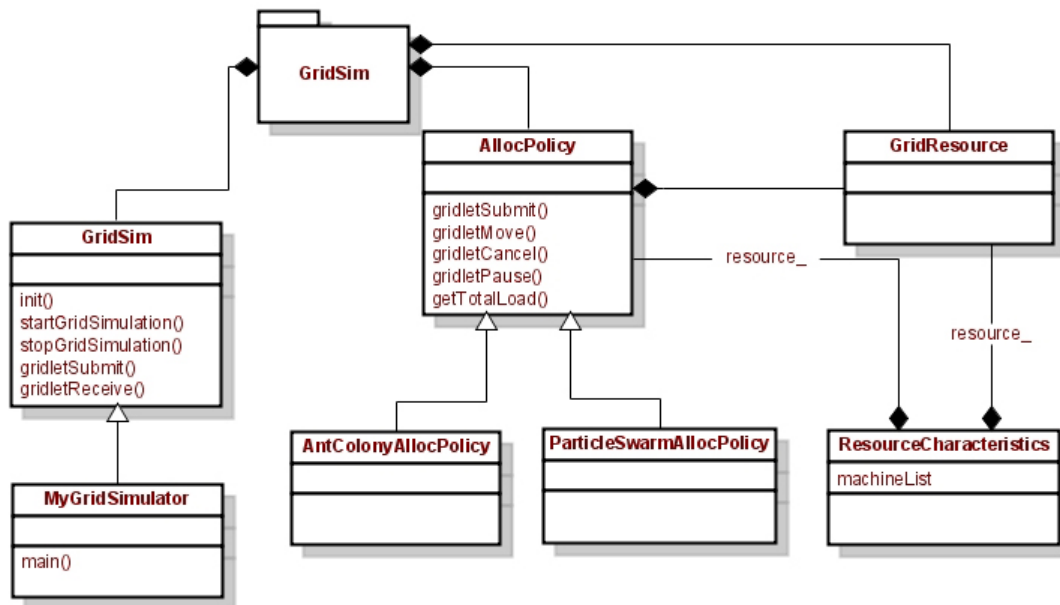 GridSim
AllocPolicy
gridletSubmit()
gridletMove()
gridletCancel()
gridletPause()
getTotalLoad()
GridResource
GridSim
init()
startGridSimulation()
stopGridSimulation()
gridletSubmit()
gridletReceive()
resource_
resource_
MyGridSimulator
main()
AntColonyAllocPolicy
ParticleSwarmAllocPolicy
ResourceCharacteristics
machineList